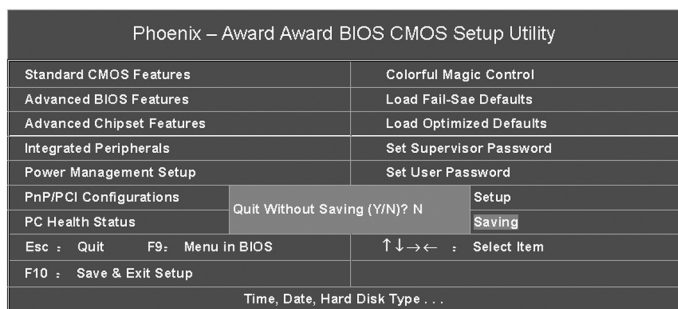 Phoenix – Award Award BIOS CMOS Setup Utility
Standard CMOS Features
Colorful Magic Control
Advanced BIOS Features
Load Fail-Sae Defaults
Advanced Chipset Features
Load Optimized Defaults
Integrated Peripherals
Set Supervisor Password
Power Management Setup
Set User Password
PnP/PCI Configurations
Setup
Quit Without Saving (Y/N)? N
PC Health Status
Saving
Esc : Quit F9: Menu in BIOS
↑↓→← : Select Item
F10 : Save & Exit Setup
Time, Date, Hard Disk Type . . .